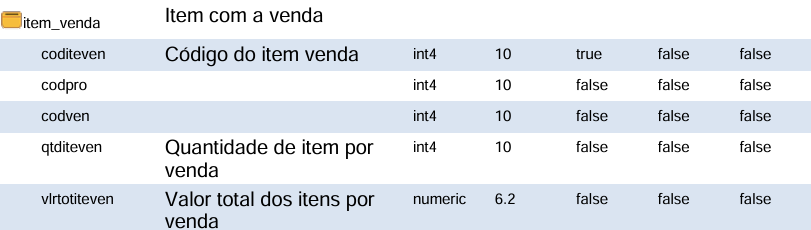 item_venda Item com a venda
coditeven Código do item venda int4 10 true false false
codpro int4 10 false false false
codven int4 10 false false false
qtditeven Quantidade de item por int4 10 false false false
venda
vlrtotiteven Valor total dos itens por numeric 6.2 false false false
venda